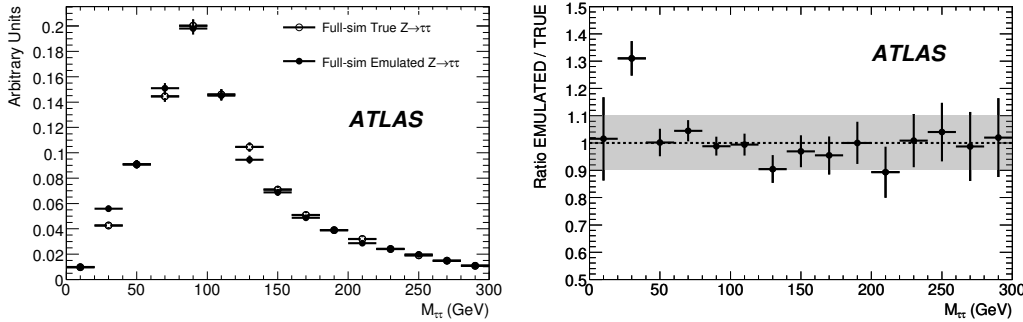 Arbitrary Units
0.2
0.18
0.16
0.14
0.12
0.1
0.08
0.06
0.04
0.02
0
0 50 100 150 200 250 300
M_ττ (GeV)
Full-sim True Z→ττ
Full-sim Emulated Z→ττ
ATLAS
Ratio EMULATED / TRUE
1.5
1.4
1.3
1.2
1.1
1
0.9
0.8
0.7
0.6
0.5
0 50 100 150 200 250 300
M_ττ (GeV)
ATLAS